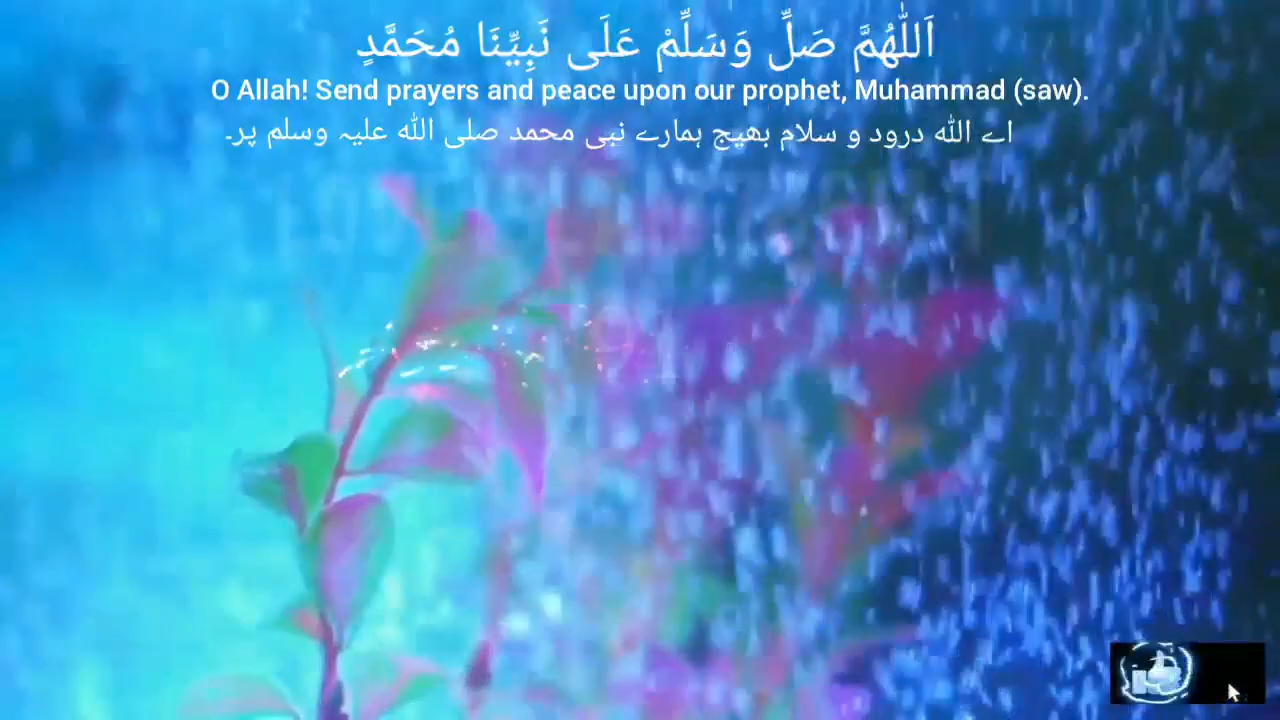 اَللّٰهُمَّ صَلِّ وَسَلِّمْ عَلَى نَبِيِّنَا مُحَمَّدٍ
O Allah! Send prayers and peace upon our prophet, Muhammad (saw).
اے اللہ درود و سلام بھیج ہمارے نبی محمد صلی اللہ علیہ وسلم پر۔